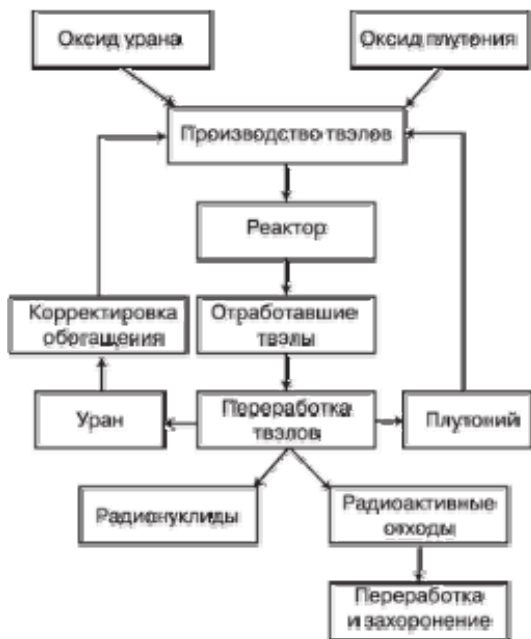 Оксид урана
Оксид плутония
Производство твэлов
Реактор
Корректировка
обогащения
Отработавшие
твэлы
Уран
Переработка
твэлов
Плутоний
Радионуклиды
Радиоактивные
отходы
Переработка
и захоронение